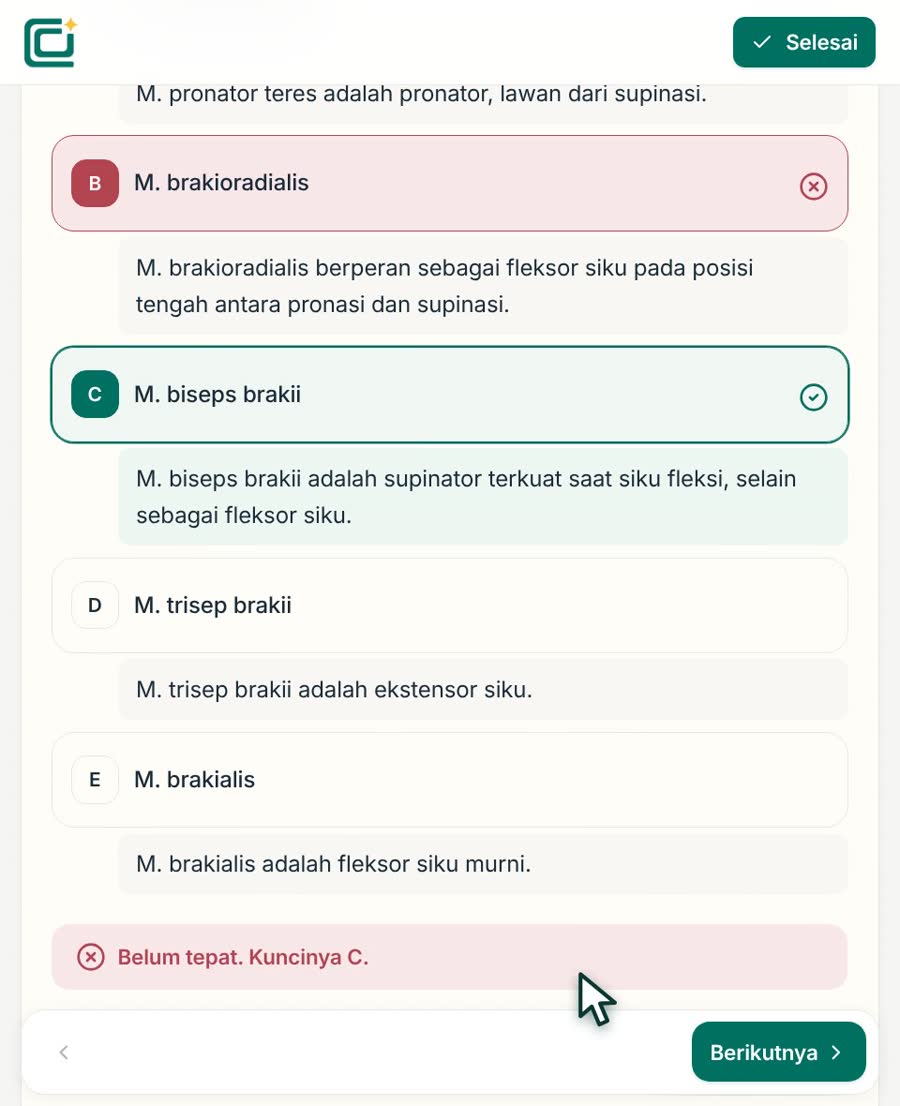 Selesai
M. pronator teres adalah pronator, lawan dari supinasi.
B
M. brakioradialis
M. brakioradialis berperan sebagai fleksor siku pada posisi
tengah antara pronasi dan supinasi.
C
M. biseps brakii
M. biseps brakii adalah supinator terkuat saat siku fleksi, selain
sebagai fleksor siku.
D
M. trisep brakii
M. trisep brakii adalah ekstensor siku.
E
M. brakialis
M. brakialis adalah fleksor siku murni.
Belum tepat. Kuncinya C.
Berikutnya